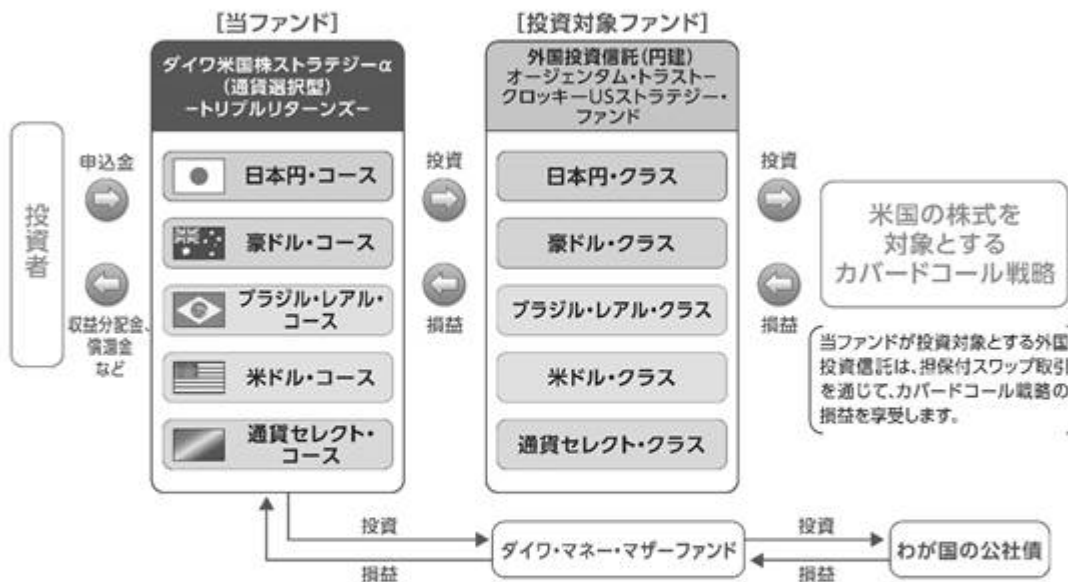 [当ファンド]
ダイワ米国株ストラテジーα
(通貨選択型)
-トリプルリターンズ-
[投資対象ファンド]
外国投資信託(円建)
オージェンタム・トラスト-
クロッキーUSストラテジー・
ファンド
投資者
申込金
収益分配金、
償還金
など
日本円・コース
豪ドル・コース
ブラジル・レアル・
コース
米ドル・コース
通貨セレクト・
コース
投資
損益
日本円・クラス
豪ドル・クラス
ブラジル・レアル・クラス
米ドル・クラス
通貨セレクト・クラス
投資
損益
米国の株式を
対象とする
カバードコール戦略
当ファンドが投資対象とする外国
投資信託は、担保付スワップ取引
を通じて、カバードコール戦略の
損益を享受します。
投資
損益
ダイワ・マネー・マザーファンド
投資
損益
わが国の公社債